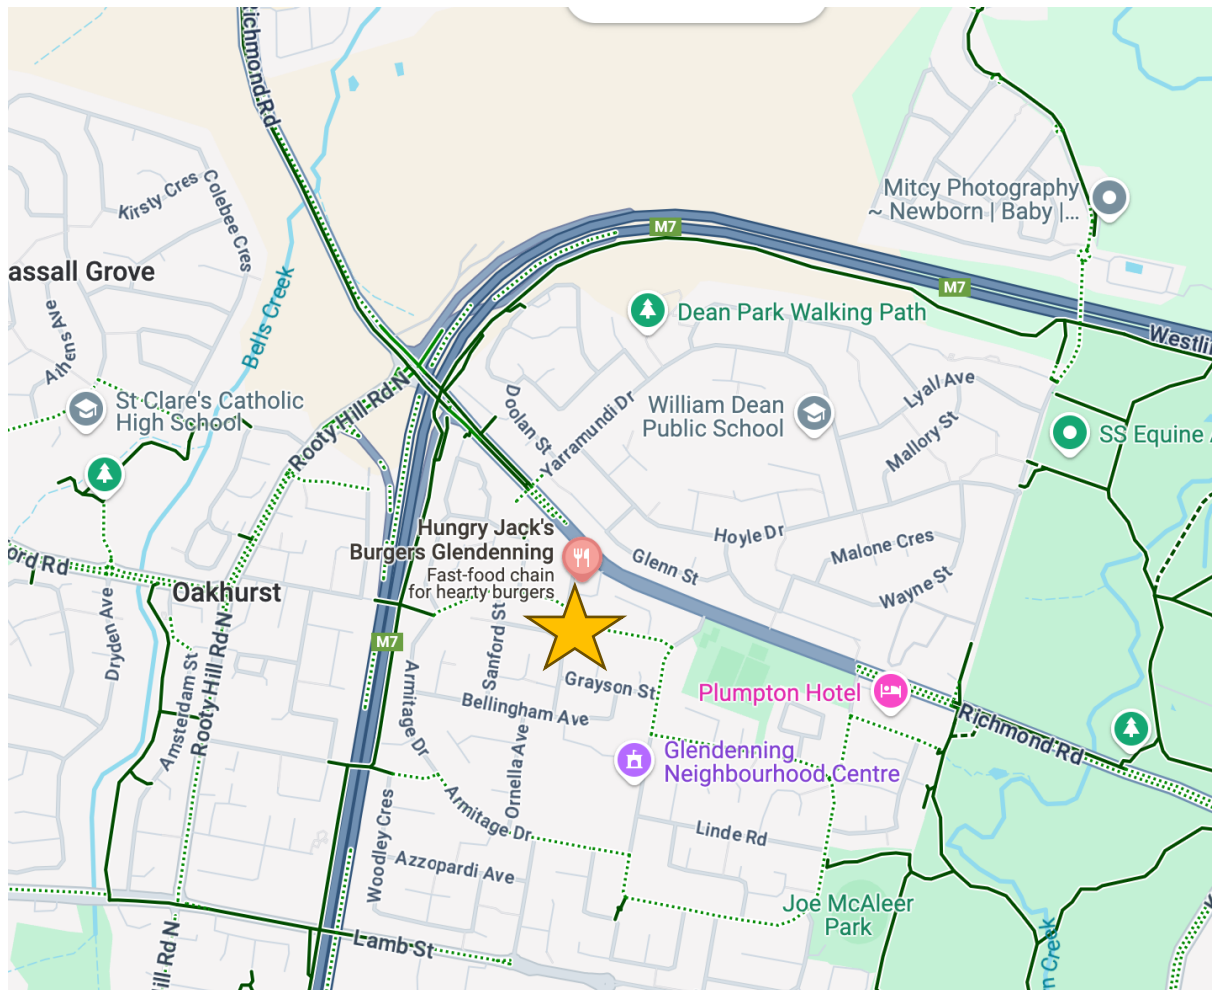 Richmond Rd
Kirsty Cres
Colebee Cres
Mitcy Photography
~ Newborn | Baby |...
M7
assall Grove
Bells Creek
M7
Athens Ave
Dean Park Walking Path
Westli
St Clare's Catholic
High School
Rooty Hill Rd N
Doolan St
Yarramundi Dr
William Dean
Public School
Lyall Ave
Mallory St
SS Equine A
Hungry Jack's
Burgers Glendenning
Fast-food chain
for hearty burgers
Glenn St
Hoyle Dr
Malone Cres
Wayne St
ord Rd
Oakhurst
Dryden Ave
Rooty Hill Rd N
Amsterdam St
M7
Armitage Dr
Sanford St
Grayson St
Bellingham Ave
Ornella Ave
Plumpton Hotel
Richmond Rd
Glendenning
Neighbourhood Centre
Armitage Dr
Woodley Cres
Linde Rd
Azzopardi Ave
Joe McAleer
Park
Lamb St
ill Rd N
n Creek